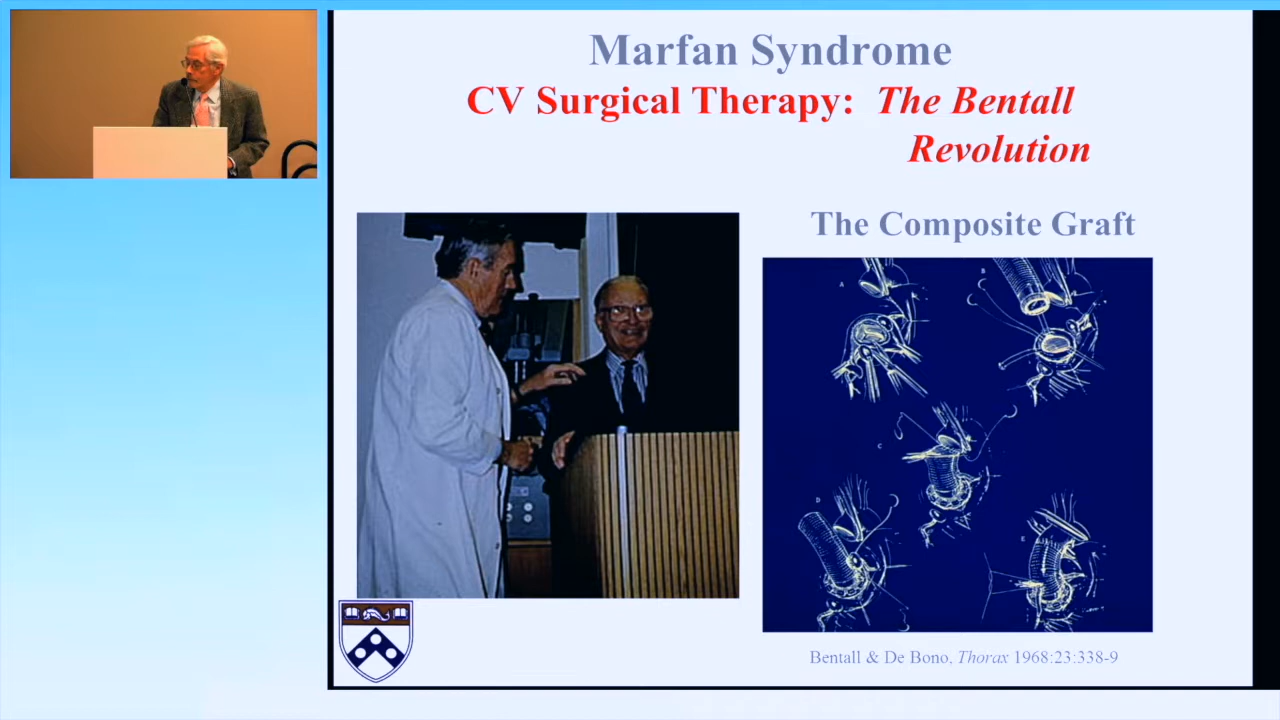 Marfan Syndrome
CV Surgical Therapy: The Bentall
Revolution
The Composite Graft
A
B
C
D
E
Bentall & De Bono, Thorax 1968:23:338-9